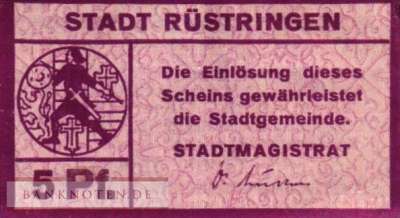 STADT RÜSTRINGEN
Die Einlösung dieses
Scheins gewährleistet
die Stadtgemeinde.
STADTMAGISTRAT
5 Pf.
BANKNOTEN.DE